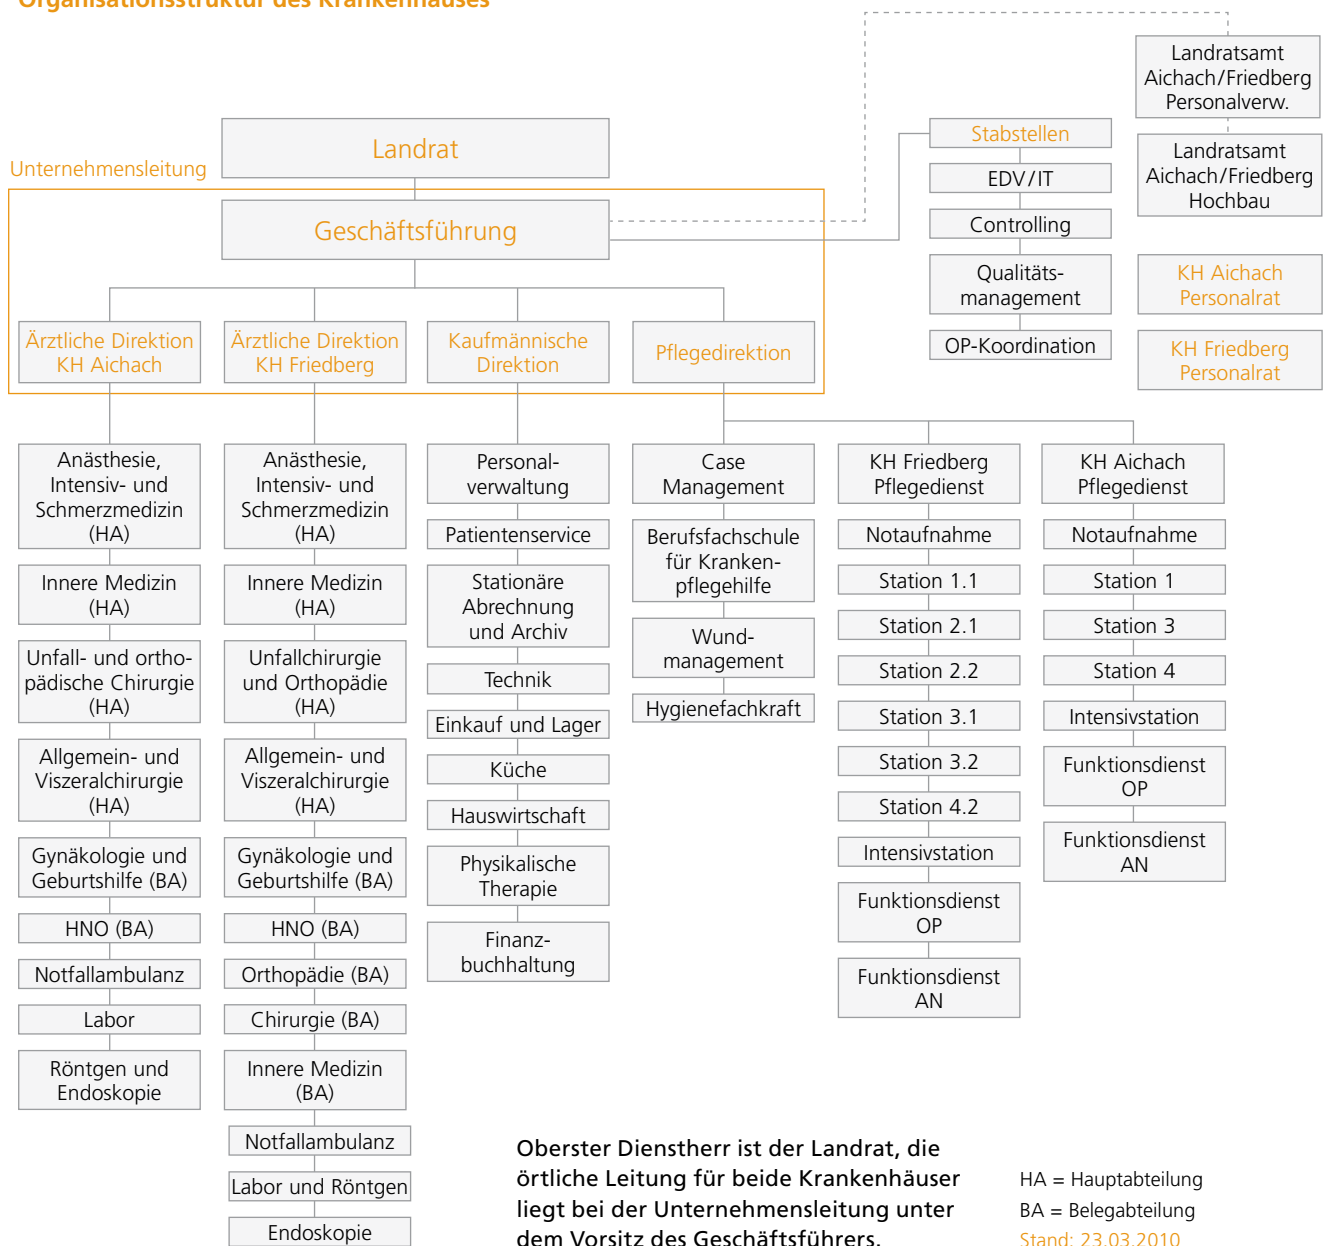 Organisationsstruktur des Krankenhauses
Landratsamt
Aichach/Friedberg
Personalverw.
Landratsamt
Aichach/Friedberg
Hochbau
KH Aichach
Personalrat
KH Friedberg
Personalrat
Stabstellen
EDV/IT
Controlling
Qualitäts-
management
OP-Koordination
Landrat
Unternehmensleitung
Geschäftsführung
Ärztliche Direktion
KH Aichach
Ärztliche Direktion
KH Friedberg
Kaufmännische
Direktion
Pflegedirektion
Anästhesie,
Intensiv- und
Schmerzmedizin
(HA)
Innere Medizin
(HA)
Unfall- und ortho-
pädische Chirurgie
(HA)
Allgemein- und
Viszeralchirurgie
(HA)
Gynäkologie und
Geburtshilfe (BA)
HNO (BA)
Notfallambulanz
Labor
Röntgen und
Endoskopie
Anästhesie,
Intensiv- und
Schmerzmedizin
(HA)
Innere Medizin
(HA)
Unfallchirurgie
und Orthopädie
(HA)
Allgemein- und
Viszeralchirurgie
(HA)
Gynäkologie und
Geburtshilfe (BA)
HNO (BA)
Orthopädie (BA)
Chirurgie (BA)
Innere Medizin
(BA)
Notfallambulanz
Labor und Röntgen
Endoskopie
Personal-
verwaltung
Patientenservice
Stationäre
Abrechnung
und Archiv
Technik
Einkauf und Lager
Küche
Hauswirtschaft
Physikalische
Therapie
Finanz-
buchhaltung
Case
Management
Berufsfachschule
für Kranken-
pflegehilfe
Wund-
management
Hygienefachkraft
KH Friedberg
Pflegedienst
Notaufnahme
Station 1.1
Station 2.1
Station 2.2
Station 3.1
Station 3.2
Station 4.2
Intensivstation
Funktionsdienst
OP
Funktionsdienst
AN
KH Aichach
Pflegedienst
Notaufnahme
Station 1
Station 3
Station 4
Intensivstation
Funktionsdienst
OP
Funktionsdienst
AN
Oberster Dienstherr ist der Landrat, die
örtliche Leitung für beide Krankenhäuser
liegt bei der Unternehmensleitung unter
dem Vorsitz des Geschäftsführers.
HA = Hauptabteilung
BA = Belegabteilung
Stand: 23.03.2010